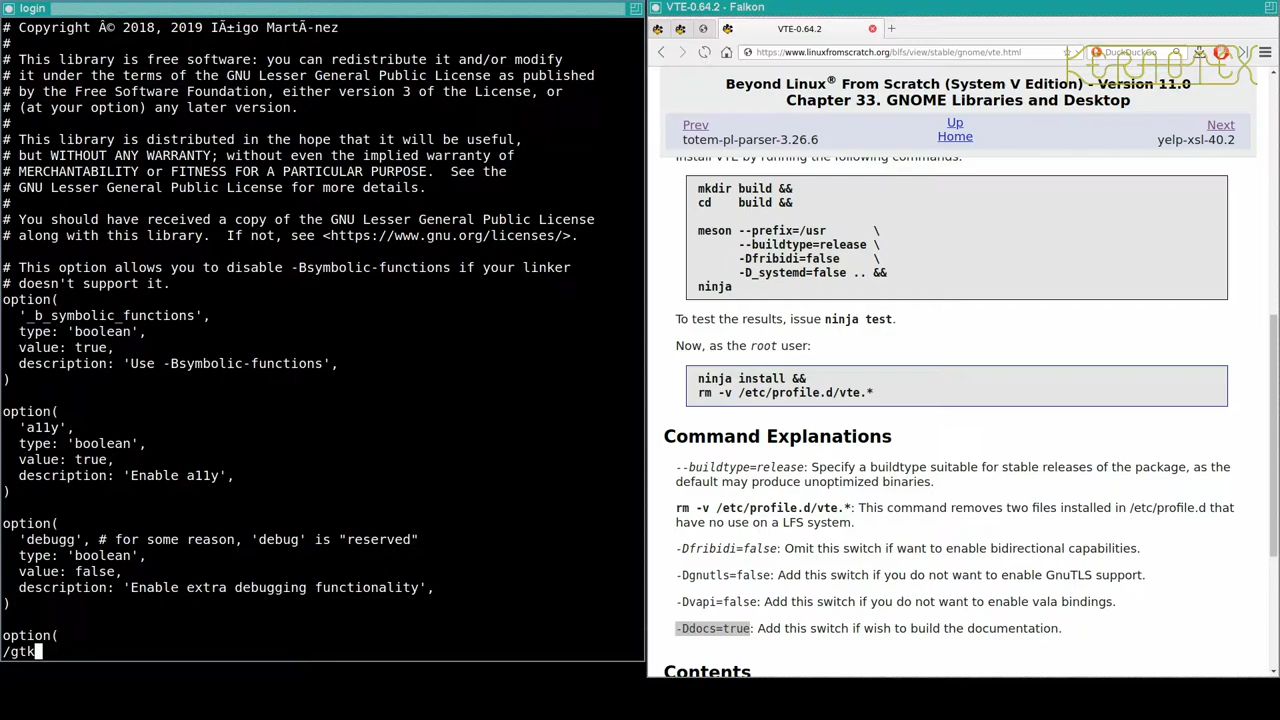 login
# Copyright Â© 2018, 2019 IÃ±igo MartÃ­nez
#
# This library is free software: you can redistribute it and/or modify
# it under the terms of the GNU Lesser General Public License as published
# by the Free Software Foundation, either version 3 of the License, or
# (at your option) any later version.
#
# This library is distributed in the hope that it will be useful,
# but WITHOUT ANY WARRANTY; without even the implied warranty of
# MERCHANTABILITY or FITNESS FOR A PARTICULAR PURPOSE.  See the
# GNU Lesser General Public License for more details.
#
# You should have received a copy of the GNU Lesser General Public License
# along with this library.  If not, see <https://www.gnu.org/licenses/>.
# This option allows you to disable -Bsymbolic-functions if your linker
# doesn't support it.
option(
'_b_symbolic_functions',
type: 'boolean',
value: true,
description: 'Use -Bsymbolic-functions',
)
option(
'a11y',
type: 'boolean',
value: true,
description: 'Enable a11y',
)
option(
'debugg', # for some reason, 'debug' is "reserved"
type: 'boolean',
value: false,
description: 'Enable extra debugging functionality',
)
option(
/gtk
VTE-0.64.2 - Falkon
VTE-0.64.2
https://www.linuxfromscratch.org/blfs/view/stable/gnome/vte.html
DuckDuckGo
KERNOTEX
Beyond Linux® From Scratch (System V Edition) - Version 11.0
Chapter 33. GNOME Libraries and Desktop
Prev
Up
Next
totem-pl-parser-3.26.6
Home
yelp-xsl-40.2
Install VTE by running the following commands:
mkdir build &&
cd    build &&
meson --prefix=/usr       \
--buildtype=release \
-Dfribidi=false     \
-D_systemd=false .. &&
ninja
To test the results, issue ninja test.
Now, as the root user:
ninja install &&
rm -v /etc/profile.d/vte.*
Command Explanations
--buildtype=release: Specify a buildtype suitable for stable releases of the package, as the
default may produce unoptimized binaries.
rm -v /etc/profile.d/vte.*: This command removes two files installed in /etc/profile.d that
have no use on a LFS system.
-Dfribidi=false: Omit this switch if want to enable bidirectional capabilities.
-Dgnutls=false: Add this switch if you do not want to enable GnuTLS support.
-Dvapi=false: Add this switch if you do not want to enable vala bindings.
-Ddocs=true: Add this switch if wish to build the documentation.
Contents